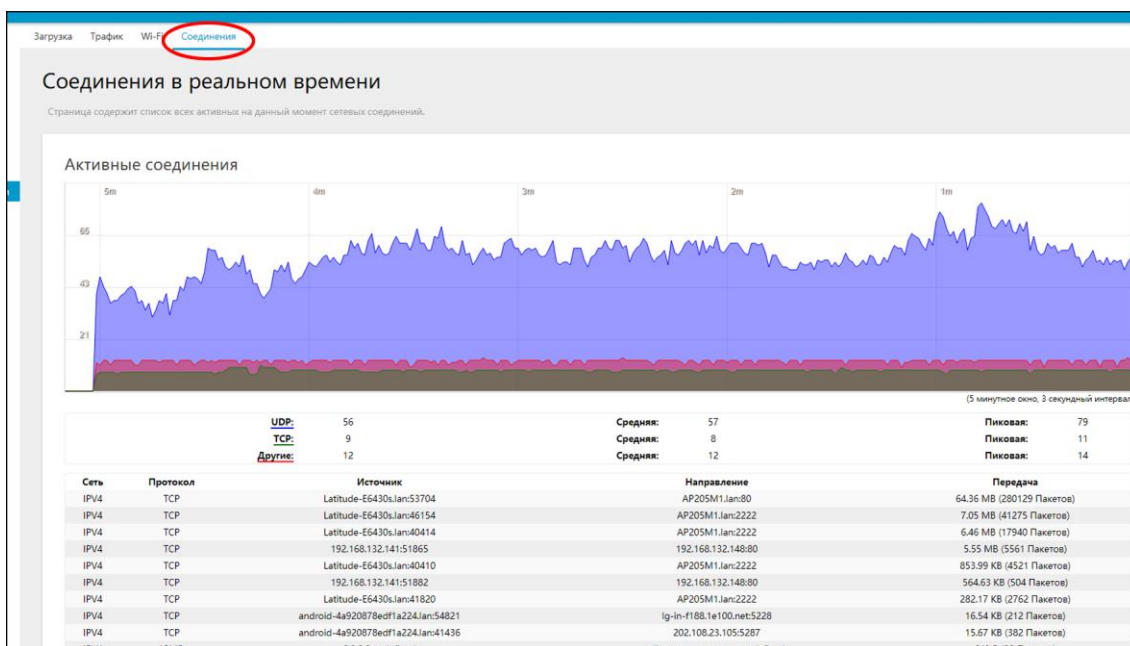 Загрузка Трафик Wi-Fi Соединения
Соединения в реальном времени
Страница содержит список всех активных на данный момент сетевых соединений.
Активные соединения
5m 4m 3m 2m 1m
65
43
21
(5 минутное окно, 3 секундный интервал
UDP: 56 Средняя: 57 Пиковая: 79
TCP: 9 Средняя: 8 Пиковая: 11
Другие: 12 Средняя: 12 Пиковая: 14
Сеть Протокол Источник Направление Передача
IPV4 TCP Latitude-E6430s.lan:53704 AP205M1.lan:80 64.36 MB (280129 Пакетов)
IPV4 TCP Latitude-E6430s.lan:46154 AP205M1.lan:2222 7.05 MB (41275 Пакетов)
IPV4 TCP Latitude-E6430s.lan:40414 AP205M1.lan:2222 6.46 MB (17940 Пакетов)
IPV4 TCP 192.168.132.141:51865 192.168.132.148:80 5.55 MB (5561 Пакетов)
IPV4 TCP Latitude-E6430s.lan:40410 AP205M1.lan:2222 853.99 KB (4521 Пакетов)
IPV4 TCP 192.168.132.141:51882 192.168.132.148:80 564.63 KB (504 Пакетов)
IPV4 TCP Latitude-E6430s.lan:41820 AP205M1.lan:2222 282.17 KB (2762 Пакетов)
IPV4 TCP android-4a920878edf1a224.lan:54821 lg-in-f188.1e100.net:5228 16.54 KB (212 Пакетов)
IPV4 TCP android-4a920878edf1a224.lan:41436 202.108.23.105:5287 15.67 KB (382 Пакетов)